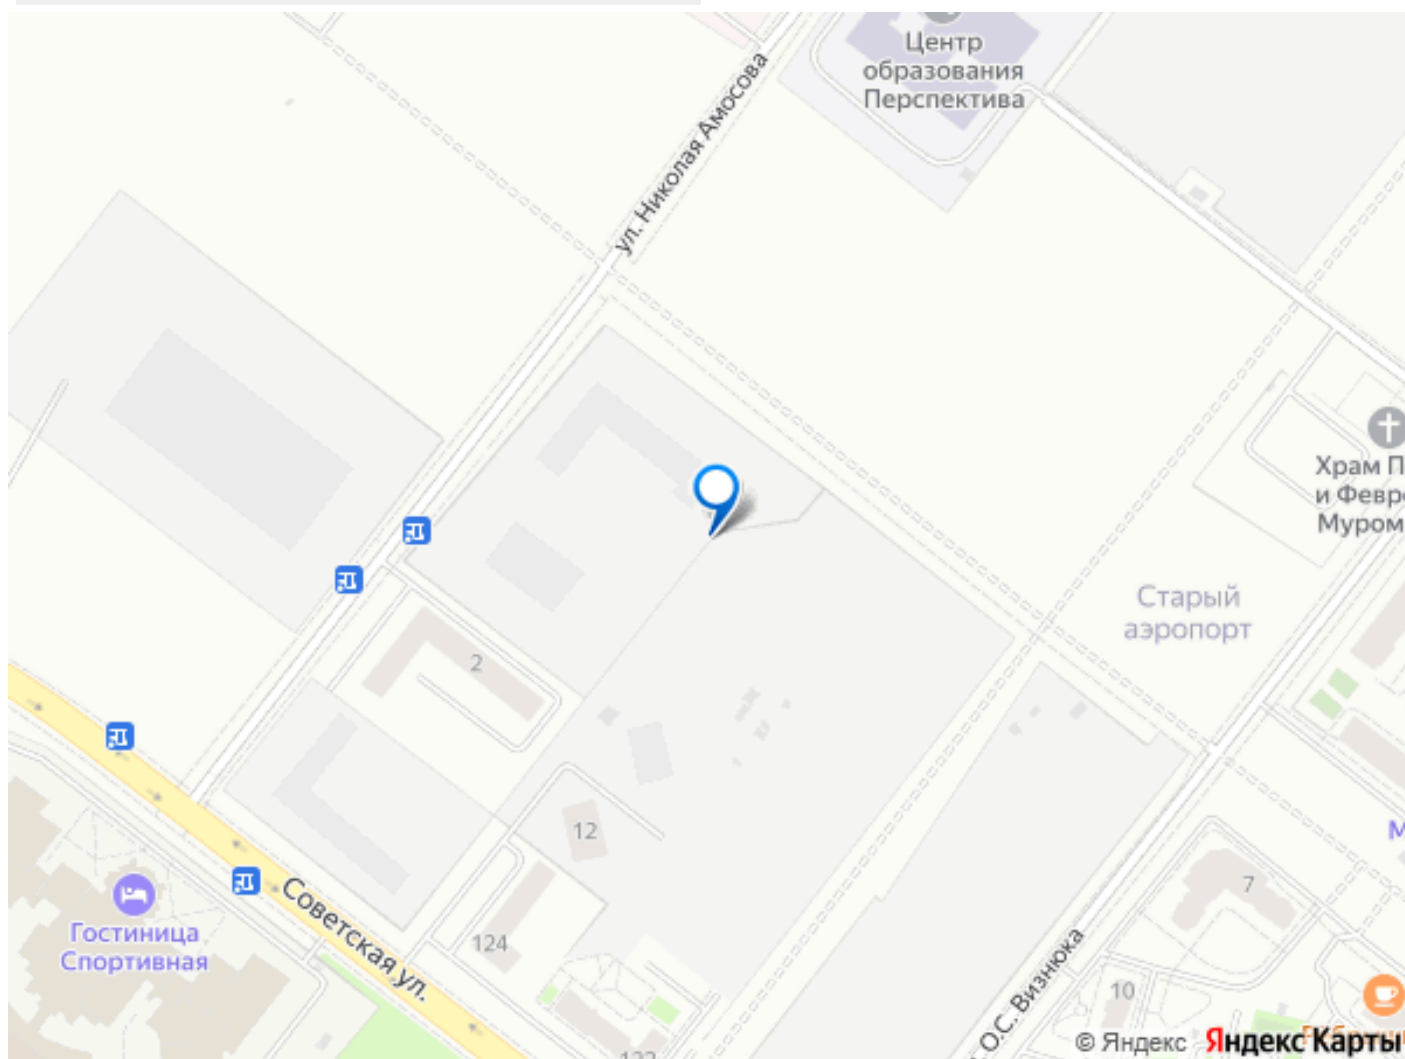 Центр
образования
Перспектива
ул. Николая Амосова
Храм П
и Февр
Муром
Старый
аэропорт
2
12
124
7
10
Гостиница
Спортивная
Советская ул.
О.С. Визнюка
М
© Яндекс Яндекс Карты